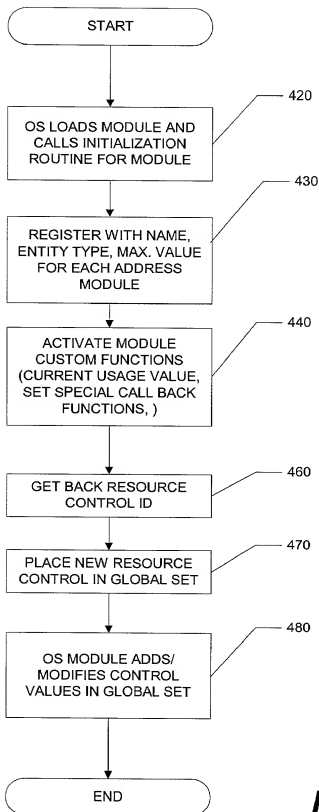 START
420
OS LOADS MODULE AND
CALLS INITIALIZATION
ROUTINE FOR MODULE
430
REGISTER WITH NAME,
ENTITY TYPE, MAX. VALUE
FOR EACH ADDRESS
MODULE
440
ACTIVATE MODULE
CUSTOM FUNCTIONS
(CURRENT USAGE VALUE,
SET SPECIAL CALL BACK
FUNCTIONS, )
460
GET BACK RESOURCE
CONTROL ID
470
PLACE NEW RESOURCE
CONTROL IN GLOBAL SET
480
OS MODULE ADDS/
MODIFIES CONTROL
VALUES IN GLOBAL SET
END